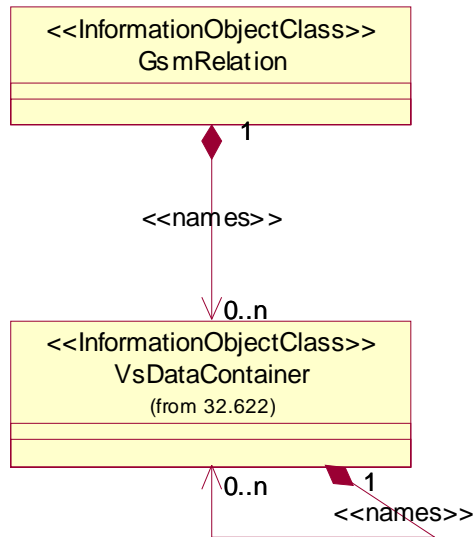 <<InformationObjectClass>>
GsmRelation
1
<<names>>
0..n
<<InformationObjectClass>>
VsDataContainer
(from 32.622)
0..n
1
<<names>>